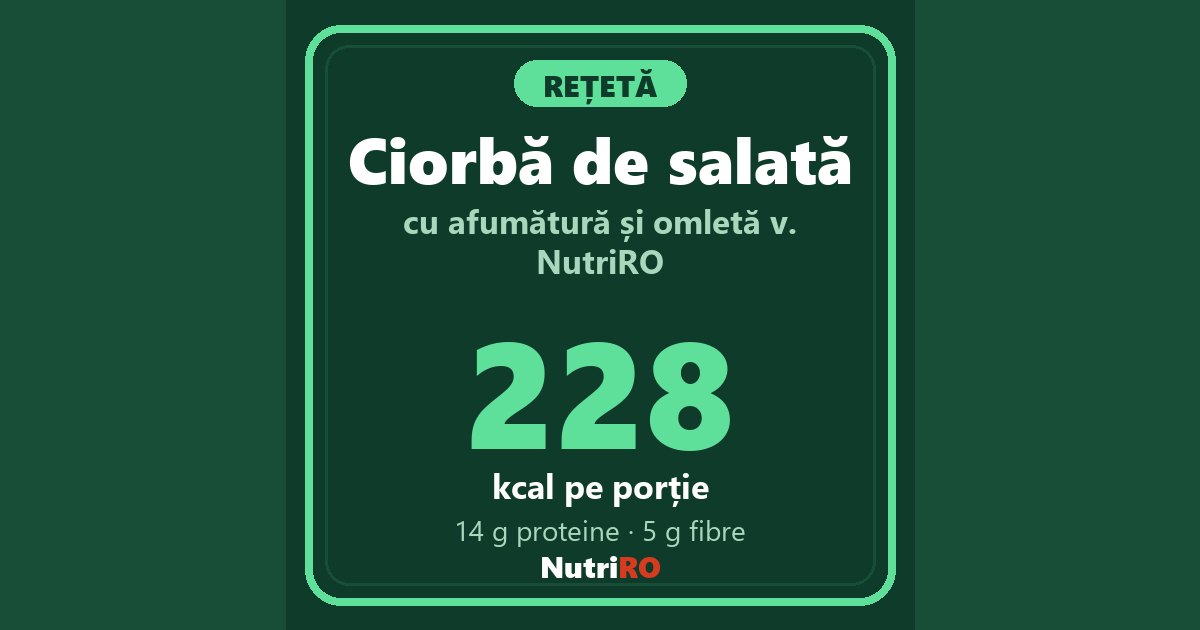 REȚETĂ
Ciorbă de salată
cu afumătură și omletă v.
NutriRO
228
kcal pe porție
14 g proteine · 5 g fibre
NutriRO